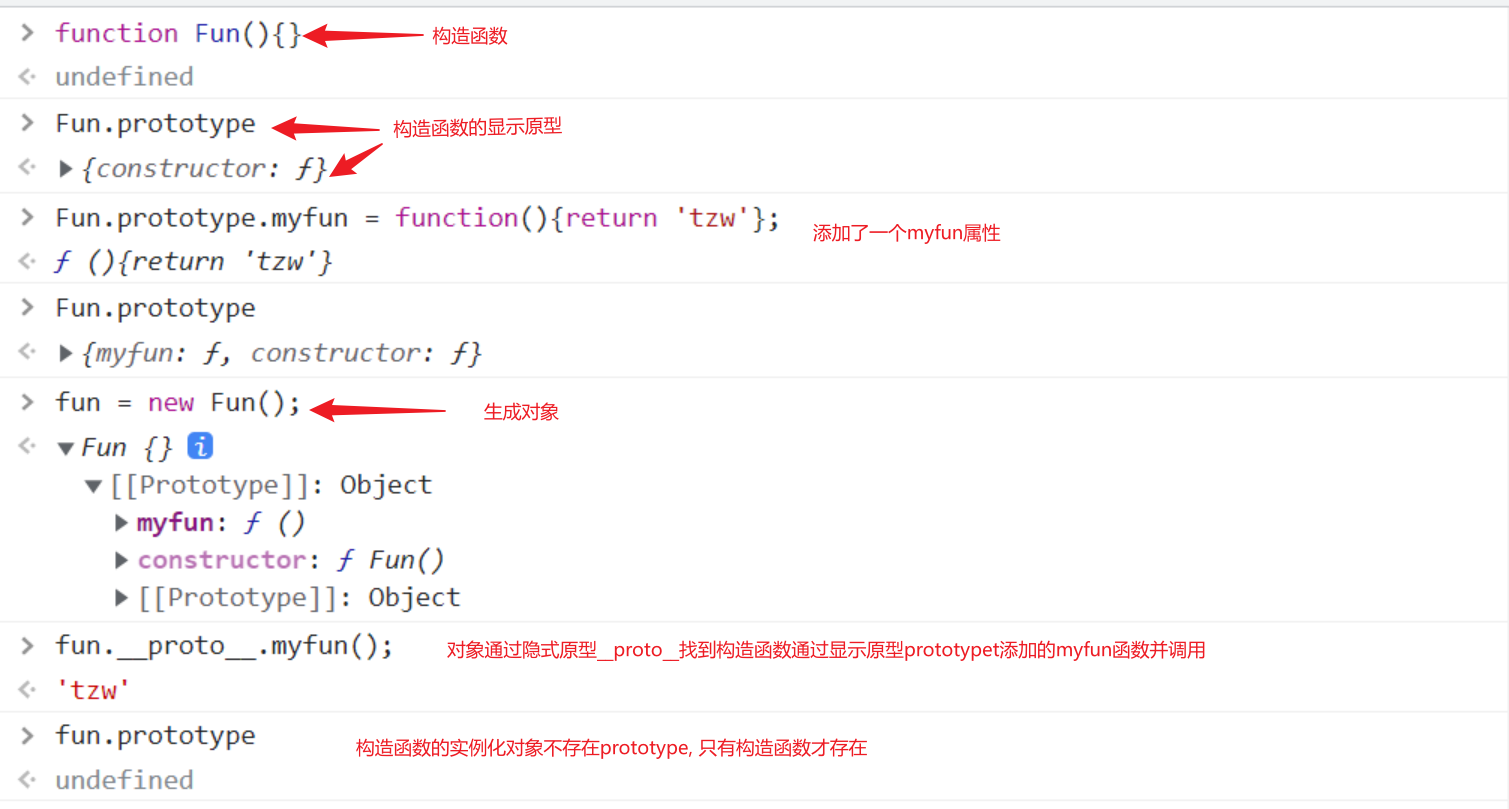 > function Fun(){} 构造函数
<· undefined
> Fun.prototype 构造函数的显示原型
<· ▶{constructor: ƒ}
> Fun.prototype.myfun = function(){return 'tzw'}; 添加了一个myfun属性
<· ƒ (){return 'tzw'}
> Fun.prototype
<· ▶{myfun: ƒ, constructor: ƒ}
> fun = new Fun(); 生成对象
<· ▼Fun {} i
▼[[Prototype]]: Object
▶myfun: ƒ ()
▶constructor: ƒ Fun()
▶[[Prototype]]: Object
> fun.__proto__.myfun(); 对象通过隐式原型__proto__找到构造函数通过显示原型prototypet添加的myfun函数并调用
<· 'tzw'
> fun.prototype 构造函数的实例化对象不存在prototype, 只有构造函数才存在
<· undefined